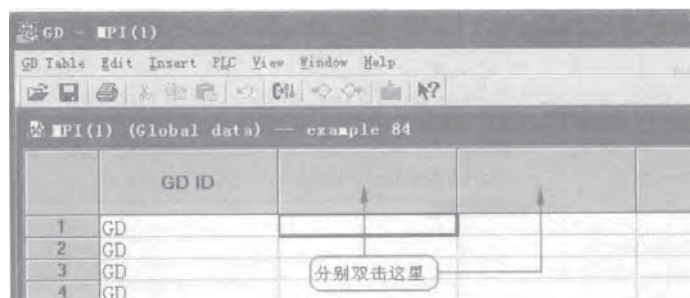 GD - MPI(1)
GD Table Edit Insert PLC View Window Help
MPI(1) (Global data) -- example 84
GD ID
1 GD
2 GD
3 GD
分别双击这里
4 GD